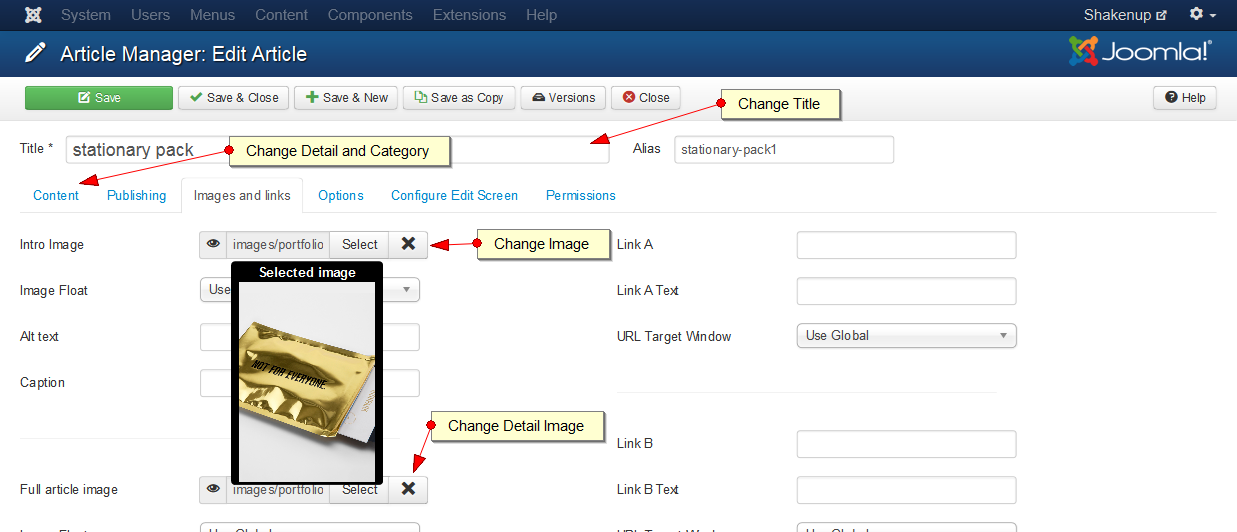 System Users Menus Content Components Extensions Help Shakenup
Article Manager: Edit Article Joomla!®
Save Save & Close Save & New Save as Copy Versions Close Help
Change Title
Title * stationary pack Alias stationary-pack1
Change Detail and Category
Content Publishing Images and links Options Configure Edit Screen Permissions
Intro Image images/portfolio Select Change Image Link A
Selected image
Image Float Use Link A Text
Alt text URL Target Window Use Global
NOT FOR EVERYONE.
Caption
Change Detail Image
Link B
Full article image images/portfolio Select Link B Text